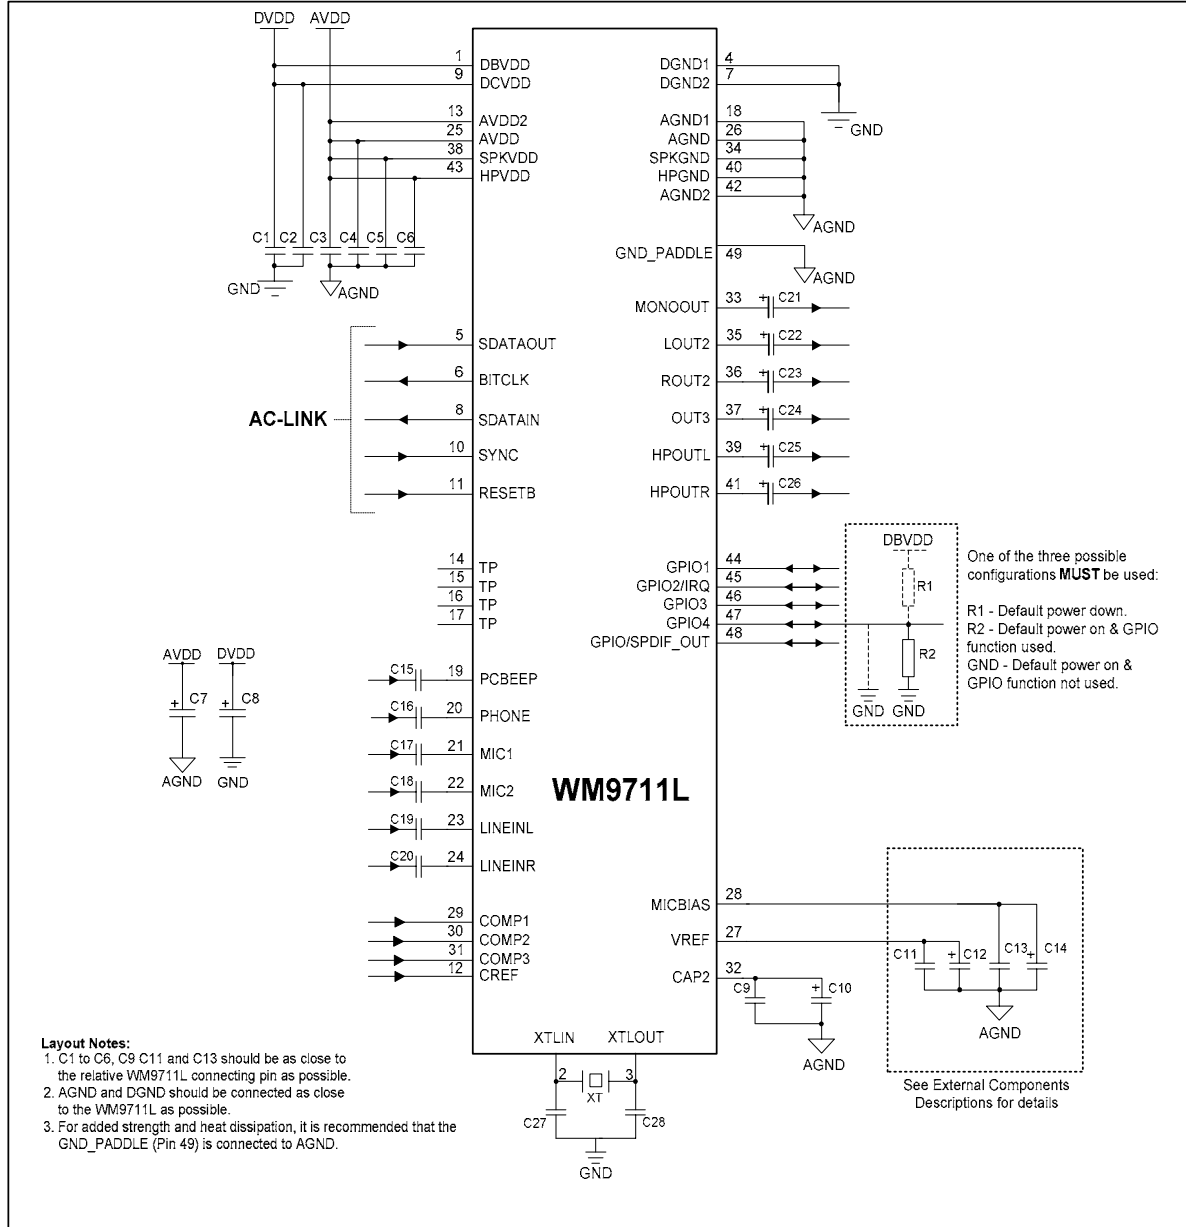 DVDD AVDD
1 DBVDD
9 DCVDD
13 AVDD2
25 AVDD
38 SPKVDD
43 HPVDD
C1 C2 C3 C4 C5 C6
GND AGND
DGND1 4
DGND2 7
GND
AGND1 18
AGND 26
SPKGND 34
HPGND 40
AGND2 42
AGND
GND_PADDLE 49
AGND
MONOOUT 33 + C21
LOUT2 35 + C22
ROUT2 36 + C23
OUT3 37 + C24
HPOUTL 39 + C25
HPOUTR 41 + C26
AC-LINK
5 SDATAOUT
6 BITCLK
8 SDATAIN
10 SYNC
11 RESETB
14 TP
15 TP
16 TP
17 TP
GPIO1 44
GPIO2/IRQ 45
GPIO3 46
GPIO4 47
GPIO/SPDIF_OUT 48
DBVDD
R1
R2
GND GND
One of the three possible
configurations MUST be used:
R1 - Default power down.
R2 - Default power on & GPIO
function used.
GND - Default power on &
GPIO function not used.
AVDD DVDD
+ C7 + C8
AGND GND
C15 19 PCBEEP
C16 20 PHONE
C17 21 MIC1
C18 22 MIC2
C19 23 LINEINL
C20 24 LINEINR
WM9711L
29 COMP1
30 COMP2
31 COMP3
12 CREF
MICBIAS 28
VREF 27
CAP2 32
C9 + C10
AGND
C11 + C12 C13 + C14
AGND
See External Components
Descriptions for details
XTLIN XTLOUT
2 3
XT
C27 C28
GND
Layout Notes:
1. C1 to C6, C9 C11 and C13 should be as close to
the relative WM9711L connecting pin as possible.
2. AGND and DGND should be connected as close
to the WM9711L as possible.
3. For added strength and heat dissipation, it is recommended that the
GND_PADDLE (Pin 49) is connected to AGND.